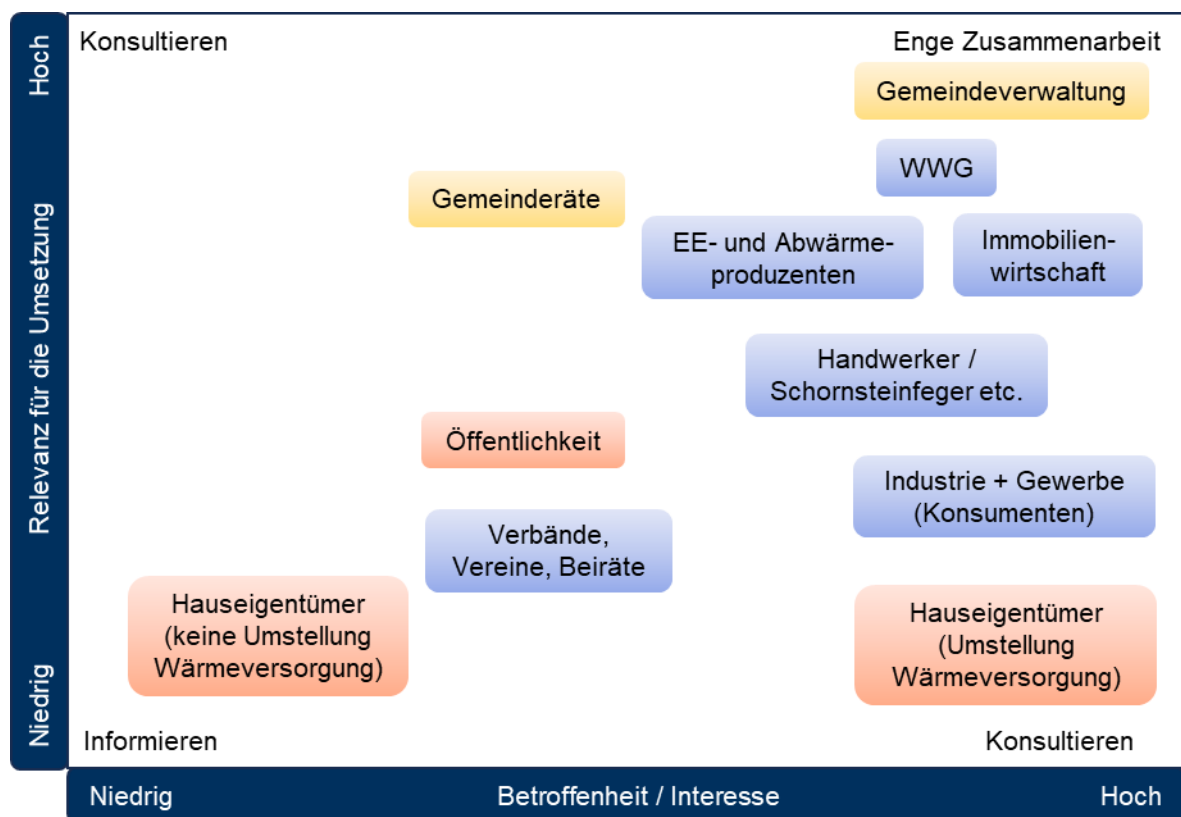 Hoch
Relevanz für die Umsetzung
Niedrig
Konsultieren
Enge Zusammenarbeit
Gemeindeverwaltung
WWG
Gemeinderäte
EE- und Abwärme-
produzenten
Immobilien-
wirtschaft
Handwerker /
Schornsteinfeger etc.
Öffentlichkeit
Industrie + Gewerbe
(Konsumenten)
Verbände,
Vereine, Beiräte
Hauseigentümer
(keine Umstellung
Wärmeversorgung)
Hauseigentümer
(Umstellung
Wärmeversorgung)
Informieren
Konsultieren
Niedrig
Betroffenheit / Interesse
Hoch